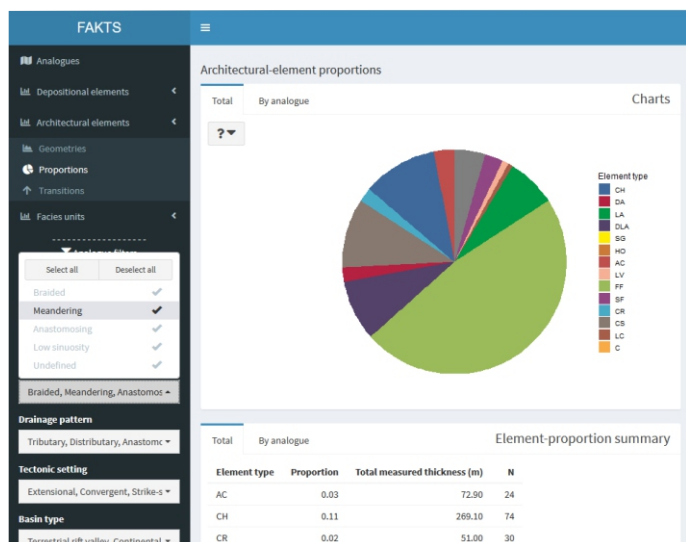 FAKTS
Analogues
Depositional elements
Architectural elements
Geometries
Proportions
Transitions
Facies units
Select all Deselect all
Braided
Meandering
Anastomosing
Low sinuosity
Undefined
Braided, Meandering, Anastomos
Drainage pattern
Tributary, Distributary, Anastomo
Tectonic setting
Extensional, Convergent, Strike-s
Basin type
Terrestrial rift valley, Continental
Architectural-element proportions
Total By analogue Charts
?
Element type
CH
DA
LA
DLA
SG
HO
AC
LV
FF
SF
CR
CS
LC
C
Total By analogue Element-proportion summary
Element type Proportion Total measured thickness (m) N
AC 0.03 72.90 24
CH 0.11 269.10 74
CR 0.02 51.00 30